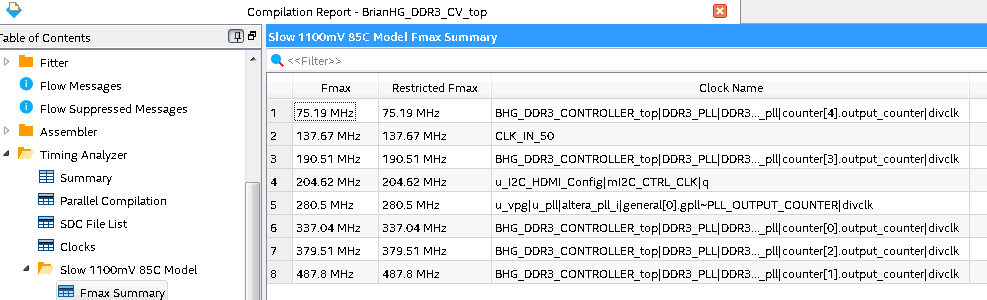 Compilation Report - BrianHG_DDR3_CV_top
Table of Contents
Fitter
Flow Messages
Flow Suppressed Messages
Assembler
Timing Analyzer
Summary
Parallel Compilation
SDC File List
Clocks
Slow 1100mV 85C Model
Fmax Summary
Slow 1100mV 85C Model Fmax Summary
<<Filter>>
Fmax Restricted Fmax Clock Name
1 75.19 MHz 75.19 MHz BHG_DDR3_CONTROLLER_top|DDR3_PLL|DDR3..._pll|counter[4].output_counter|divclk
2 137.67 MHz 137.67 MHz CLK_IN_50
3 190.51 MHz 190.51 MHz BHG_DDR3_CONTROLLER_top|DDR3_PLL|DDR3..._pll|counter[3].output_counter|divclk
4 204.62 MHz 204.62 MHz u_I2C_HDMI_Config|mI2C_CTRL_CLK|q
5 280.5 MHz 280.5 MHz u_vpg|u_pll|altera_pll_i|general[0].gpll~PLL_OUTPUT_COUNTER|divclk
6 337.04 MHz 337.04 MHz BHG_DDR3_CONTROLLER_top|DDR3_PLL|DDR3..._pll|counter[0].output_counter|divclk
7 379.51 MHz 379.51 MHz BHG_DDR3_CONTROLLER_top|DDR3_PLL|DDR3..._pll|counter[2].output_counter|divclk
8 487.8 MHz 487.8 MHz BHG_DDR3_CONTROLLER_top|DDR3_PLL|DDR3..._pll|counter[1].output_counter|divclk